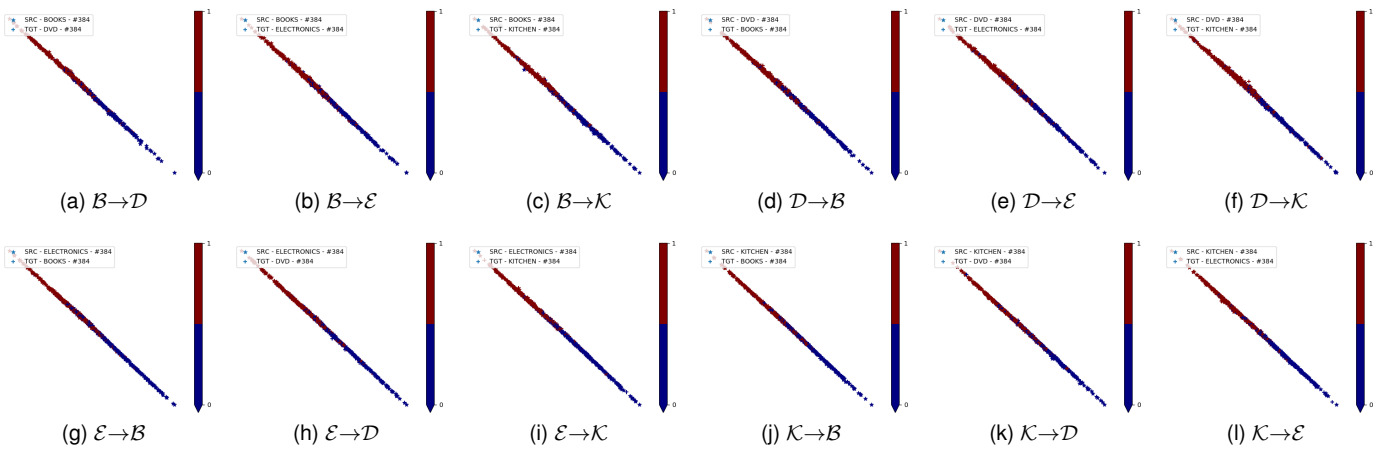 SRC - BOOKS - #384
TGT - DVD - #384
1
0
(a) ℬ→𝒟
SRC - BOOKS - #384
TGT - ELECTRONICS - #384
1
0
(b) ℬ→ℰ
SRC - BOOKS - #384
TGT - KITCHEN - #384
1
0
(c) ℬ→𝒦
SRC - DVD - #384
TGT - BOOKS - #384
1
0
(d) 𝒟→ℬ
SRC - DVD - #384
TGT - ELECTRONICS - #384
1
0
(e) 𝒟→ℰ
SRC - DVD - #384
TGT - KITCHEN - #384
1
0
(f) 𝒟→𝒦
SRC - ELECTRONICS - #384
TGT - BOOKS - #384
1
0
(g) ℰ→ℬ
SRC - ELECTRONICS - #384
TGT - DVD - #384
1
0
(h) ℰ→𝒟
SRC - ELECTRONICS - #384
TGT - KITCHEN - #384
1
0
(i) ℰ→𝒦
SRC - KITCHEN - #384
TGT - BOOKS - #384
1
0
(j) 𝒦→ℬ
SRC - KITCHEN - #384
TGT - DVD - #384
1
0
(k) 𝒦→𝒟
SRC - KITCHEN - #384
TGT - ELECTRONICS - #384
1
0
(l) 𝒦→ℰ